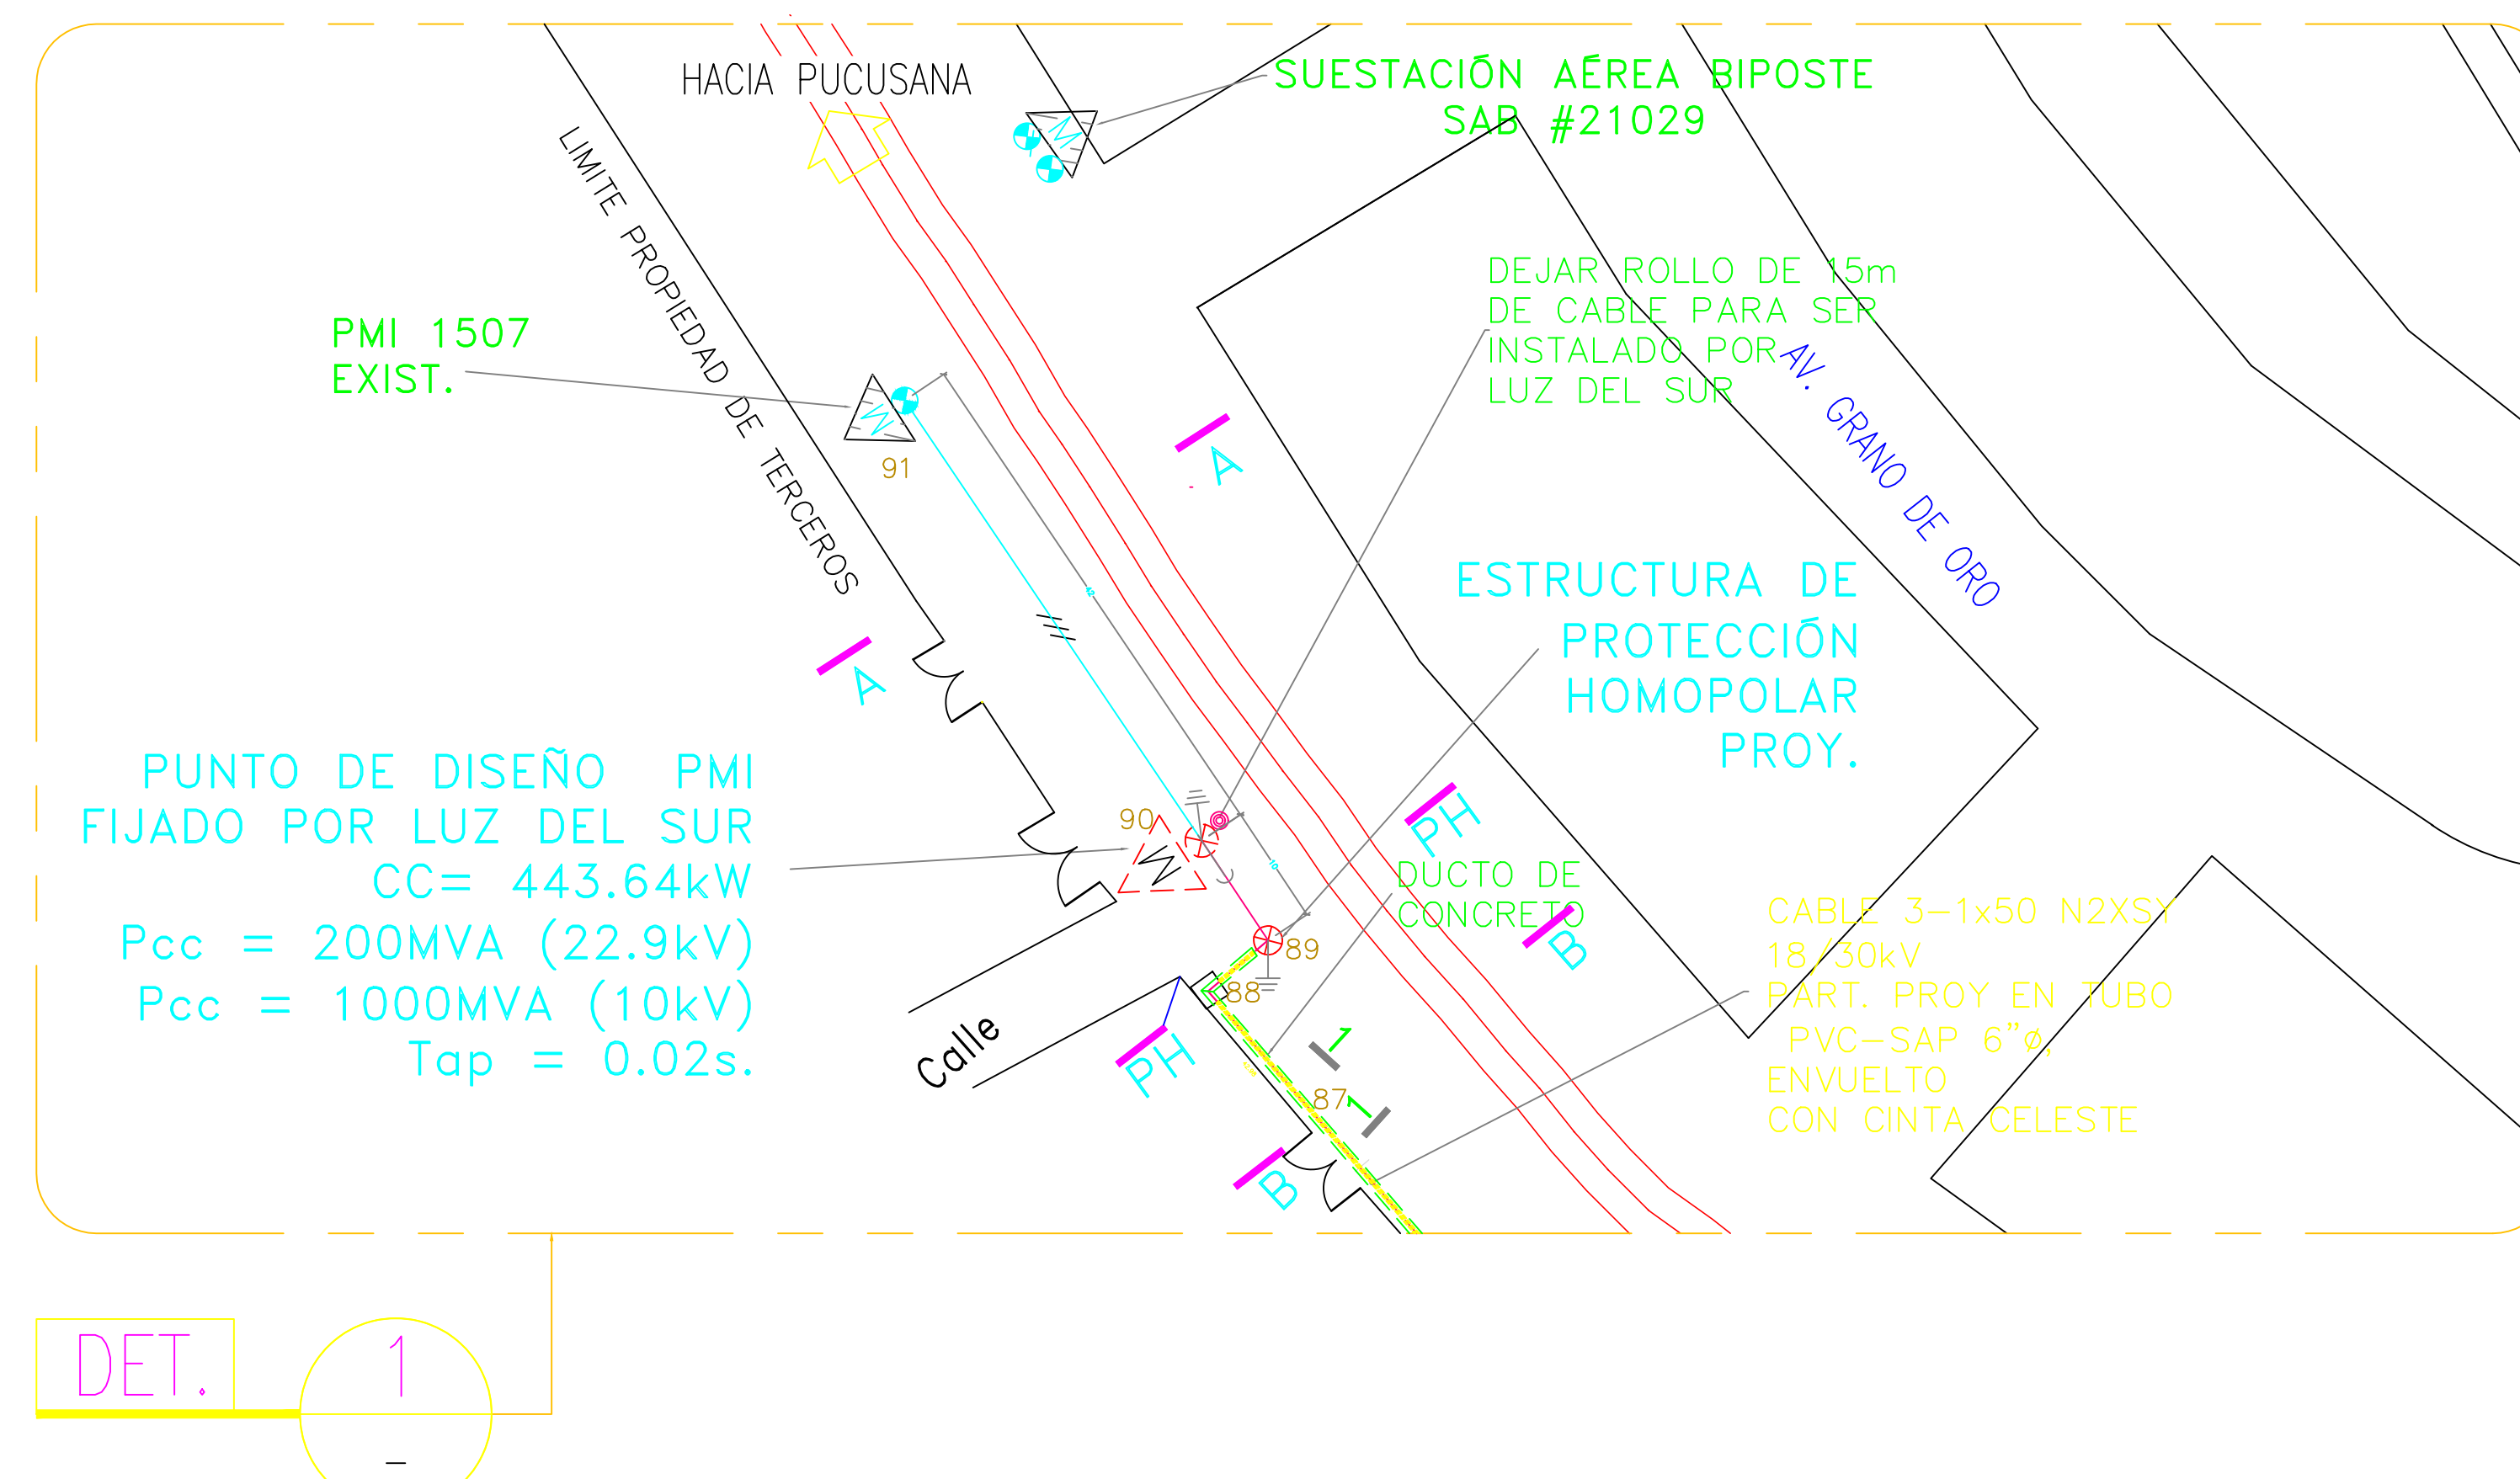 HACIA PUCUSANA
SUESTACIÓN AÉREA BIPOSTE
SAB #21029
LIMITE PROPIEDAD DE TERCEROS
PMI 1507
EXIST.
91
DEJAR ROLLO DE 15m
DE CABLE PARA SER
INSTALADO POR
LUZ DEL SUR
AV. GRANO DE ORO
A
A
ESTRUCTURA DE
PROTECCIÓN
HOMOPOLAR
PROY.
PUNTO DE DISEÑO PMI
FIJADO POR LUZ DEL SUR
CC= 443.64kW
Pcc = 200MVA (22.9kV)
Pcc = 1000MVA (10kV)
Tap = 0.02s.
90
M
PH
DUCTO DE
CONCRETO
B
89
88
CABLE 3-1x50 N2XSY
18/30kV
PART. PROY EN TUBO
PVC-SAP 6"ø,
ENVUELTO
CON CINTA CELESTE
Calle
PH
1
87
1
B
DET.
1
-